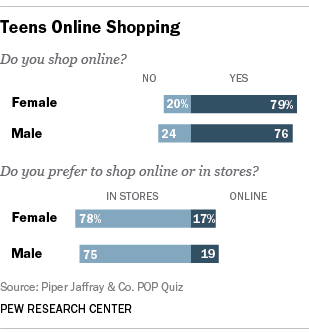 Teens Online Shopping
Do you shop online?
NO YES
Female 20% 79%
Male 24 76
Do you prefer to shop online or in stores?
IN STORES ONLINE
Female 78% 17%
Male 75 19
Source: Piper Jaffray & Co. POP Quiz
PEW RESEARCH CENTER